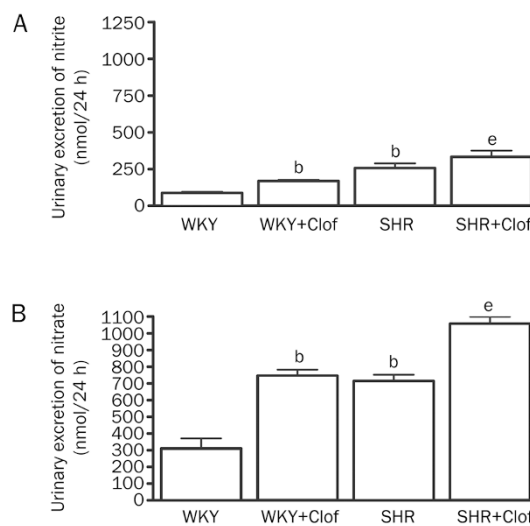 A
Urinary excretion of nitrite
(nmol/24 h)
1250
1000
750
500
250
0
b
b
e
WKY
WKY+Clof
SHR
SHR+Clof
B
Urinary excretion of nitrate
(nmol/24 h)
1100
1000
900
800
700
600
500
400
300
200
100
0
b
b
e
WKY
WKY+Clof
SHR
SHR+Clof